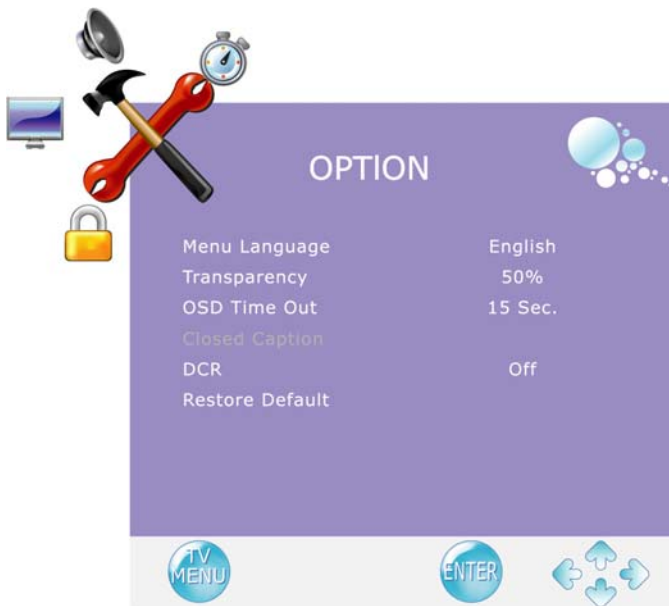 OPTION
Menu Language English
Transparency 50%
OSD Time Out 15 Sec.
Closed Caption
DCR Off
Restore Default
TV MENU ENTER